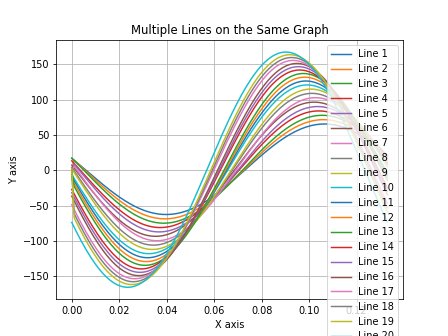 Multiple Lines on the Same Graph
Y axis
150
100
50
0
−50
−100
−150
0.00
0.02
0.04
0.06
0.08
0.10
X axis
Line 1
Line 2
Line 3
Line 4
Line 5
Line 6
Line 7
Line 8
Line 9
Line 10
Line 11
Line 12
Line 13
Line 14
Line 15
Line 16
Line 17
Line 18
Line 19
Line 20